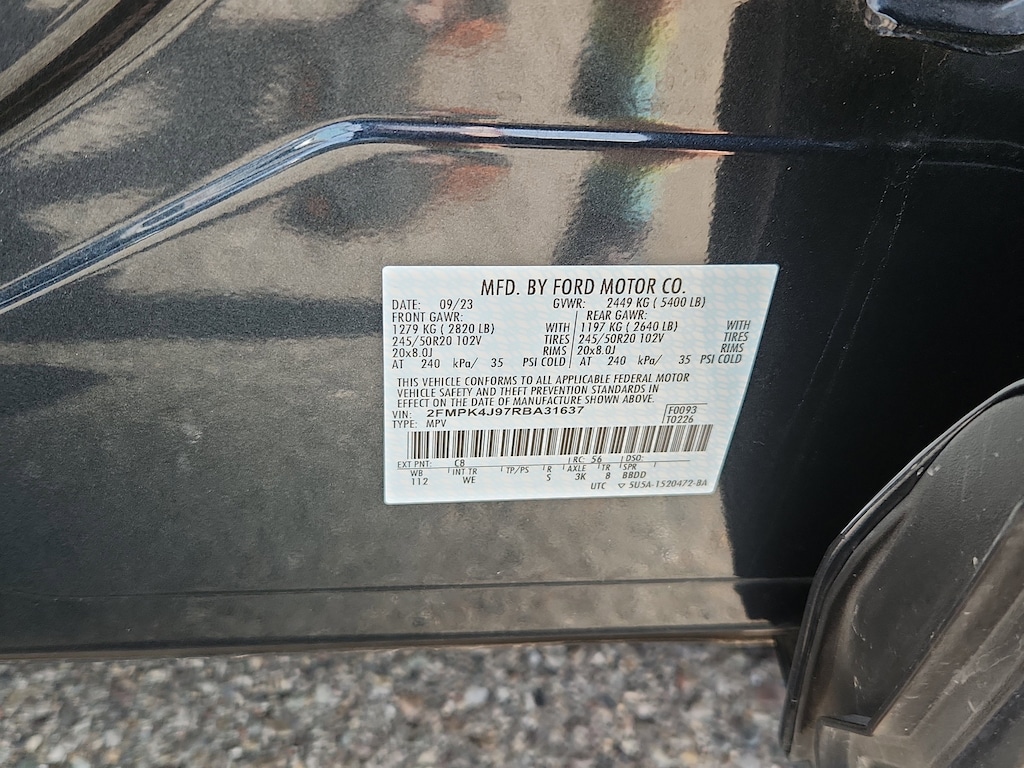 MFD. BY FORD MOTOR CO.
DATE: 09/23 GVWR: 2449 KG ( 5400 LB)
FRONT GAWR: REAR GAWR:
1279 KG ( 2820 LB) WITH 1197 KG ( 2640 LB) WITH
245/50R20 102V TIRES 245/50R20 102V TIRES
20x8.0J RIMS 20x8.0J RIMS
AT 240 kPa/ 35 PSI COLD AT 240 kPa/ 35 PSI COLD
THIS VEHICLE CONFORMS TO ALL APPLICABLE FEDERAL MOTOR
VEHICLE SAFETY AND THEFT PREVENTION STANDARDS IN
EFFECT ON THE DATE OF MANUFACTURE SHOWN ABOVE.
VIN: 2FMPK4J97RBA31637 F0093
TYPE: MPV T0226
EXT PNT: C8 RC: 56 DSO:
WB INT TR TP/PS R AXLE TR SPR
112 WE S 3K 8 BBDD
UTC ▽ 5U5A-1520472-BA